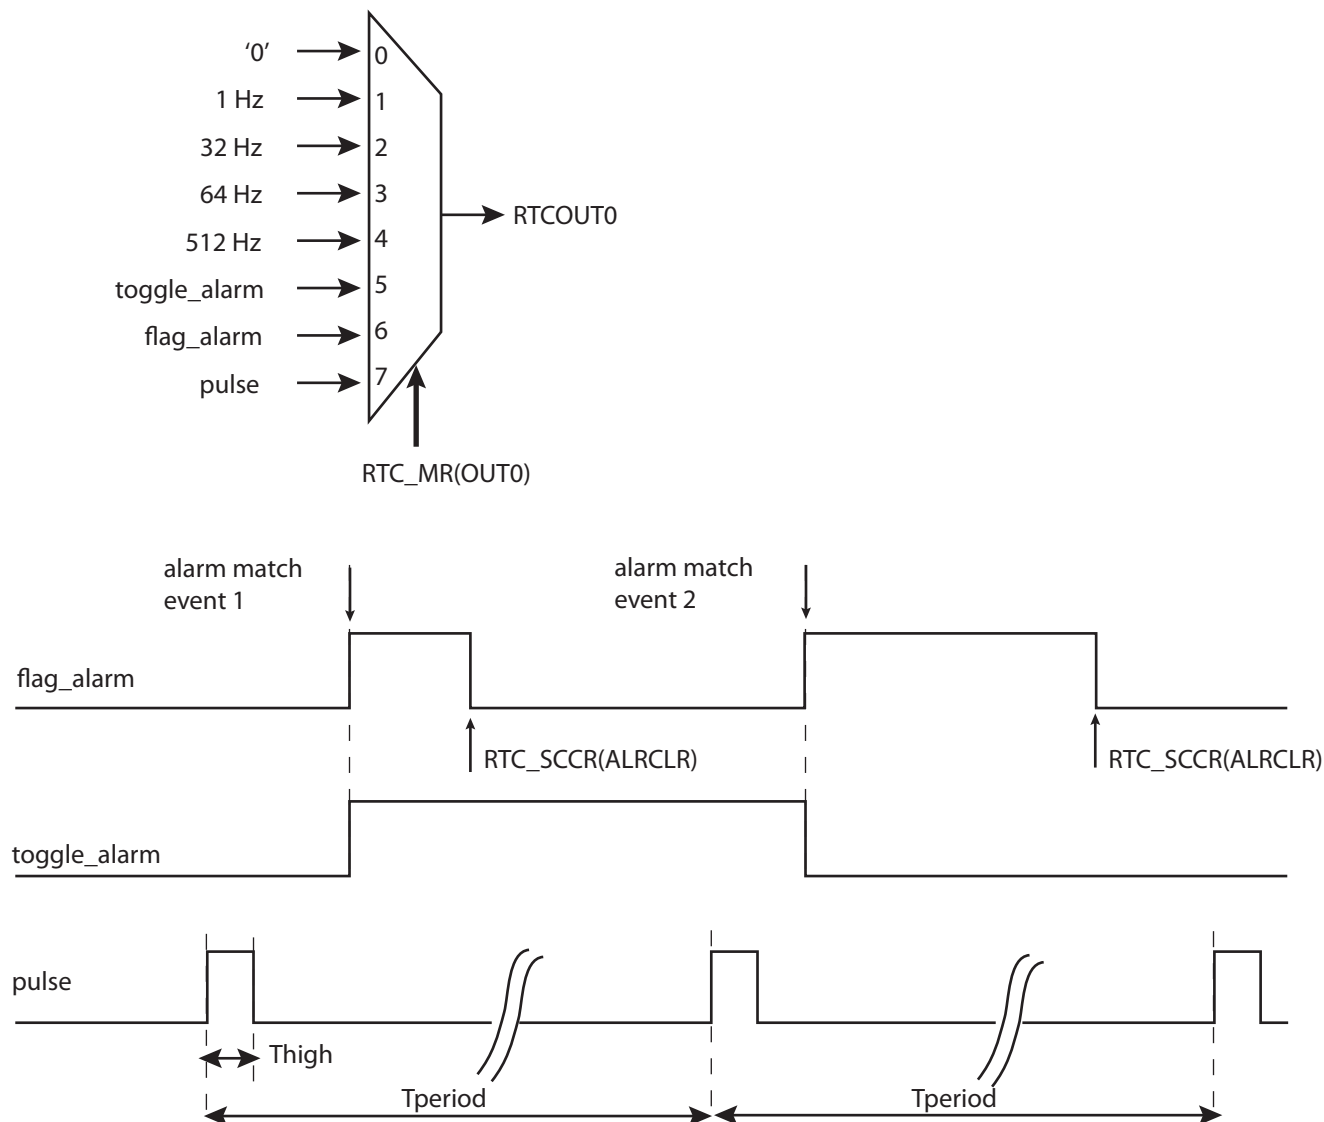 ‘0’
0
1 Hz
1
32 Hz
2
64 Hz
3
RTCOUT0
512 Hz
4
toggle_alarm
5
flag_alarm
6
pulse
7
RTC_MR(OUT0)
alarm match
event 1
alarm match
event 2
flag_alarm
RTC_SCCR(ALRCLR)
RTC_SCCR(ALRCLR)
toggle_alarm
pulse
Thigh
Tperiod
Tperiod